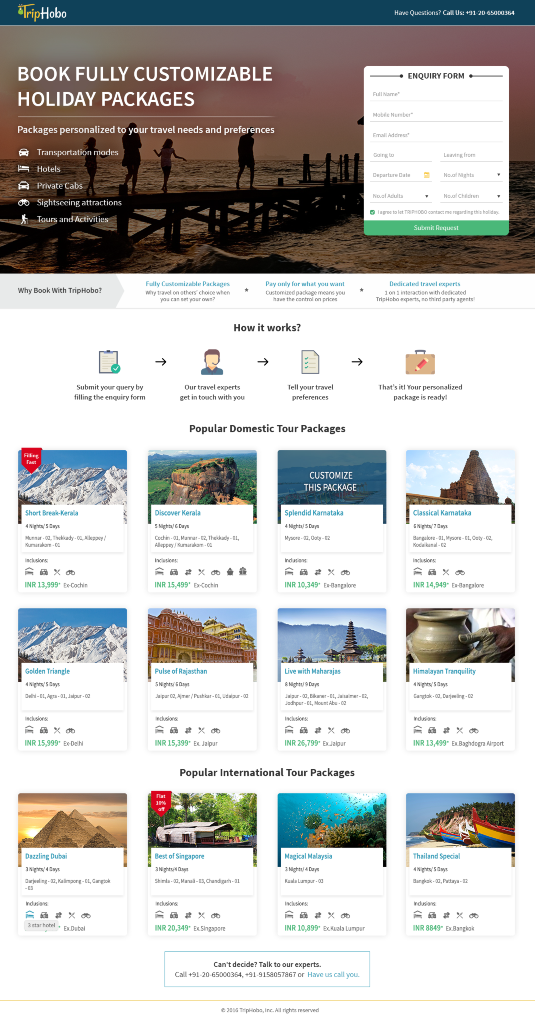 TripHobo
Have Questions? Call Us: +91-20-65000364
BOOK FULLY CUSTOMIZABLE
HOLIDAY PACKAGES
Packages personalized to your travel needs and preferences
Transportation modes
Hotels
Private Cabs
Sightseeing attractions
Tours and Activities
ENQUIRY FORM
Full Name*
Mobile Number*
Email Address*
Going to
Leaving from
Departure Date
No.of Nights
No.of Adults
No.of Children
I agree to let TRIPHOBO contact me regarding this holiday.
Submit Request
Why Book With TripHobo?
Fully Customizable Packages
Why travel on others' choice when
you can set your own?
Pay only for what you want
Customized package means you
have the control on prices
Dedicated travel experts
1 on 1 interaction with dedicated
TripHobo experts, no third party agents!
How it works?
Submit your query by
filling the enquiry form
Our travel experts
get in touch with you
Tell your travel
preferences
That's it! Your personalized
package is ready!
Popular Domestic Tour Packages
Filling
Fast
Short Break-Kerala
4 Nights/ 5 Days
Munnar - 02, Thekkady - 01, Alleppey /
Kumarakom - 01
Inclusions:
INR 13,999* Ex-Cochin
Discover Kerala
5 Nights/ 6 Days
Cochin - 01, Munnar - 02, Thekkady - 01,
Alleppey / Kumarakom - 01
Inclusions:
INR 15,499* Ex-Cochin
CUSTOMIZE
THIS PACKAGE
Splendid Karnataka
4 Nights/ 5 Days
Mysore - 02, Ooty - 02
Inclusions:
INR 10,349* Ex-Bangalore
Classical Karnataka
6 Nights/ 7 Days
Bangalore - 01, Mysore - 01, Ooty - 02,
Kodaikanal - 02
Inclusions:
INR 14,949* Ex-Bangalore
Golden Triangle
4 Nights/ 5 Days
Delhi - 01, Agra - 01, Jaipur - 02
Inclusions:
INR 15,999* Ex-Delhi
Pulse of Rajasthan
5 Nights/ 6 Days
Jaipur 02, Ajmer / Pushkar - 01, Udaipur - 02
Inclusions:
INR 15,399* Ex. Jaipur
Live with Maharajas
8 Nights/ 9 Days
Jaipur - 02, Bikaner - 01, Jaisalmer - 02,
Jodhpur - 01, Mount Abu - 02
Inclusions:
INR 26,799* Ex.Jaipur
Himalayan Tranquility
4 Nights/ 5 Days
Gangtok - 02, Darjeeling - 02
Inclusions:
INR 13,499* Ex.Baghdogra Airport
Popular International Tour Packages
Dazzling Dubai
3 Nights/ 4 Days
Darjeeling - 02, Kalimpong - 01, Gangtok
- 03
Inclusions:
3 star hotel
Ex.Dubai
Flat
10%
off
Best of Singapore
3 Nights/4 Days
Shimla - 03, Manali - 03, Chandigarh - 01
Inclusions:
INR 20,349* Ex.Singapore
Magical Malaysia
3 Nights/ 4 Days
Kuala Lumpur - 03
Inclusions:
INR 10,899* Ex.Kuala Lumpur
Thailand Special
4 Nights/ 5 Days
Bangkok - 02, Pattaya - 02
Inclusions:
INR 8849* Ex.Bangkok
Can't decide? Talk to our experts.
Call +91-20-65000364, +91-9158057867 or Have us call you.
© 2016 TripHobo, Inc. All rights reserved